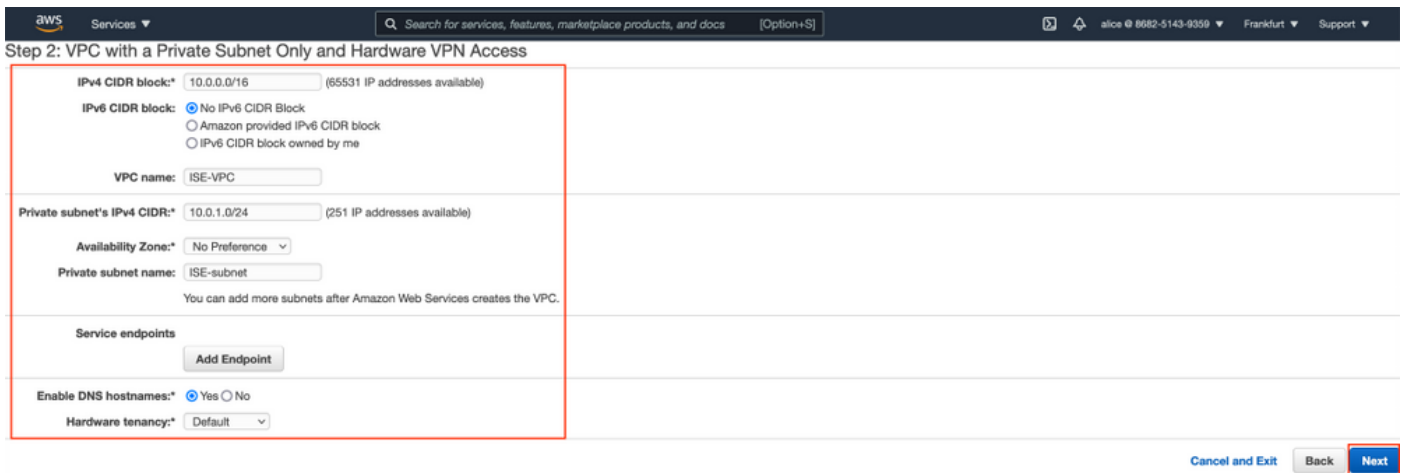 aws Services ▼ Search for services, features, marketplace products, and docs [Option+S] alice @ 8682-5143-9359 ▼ Frankfurt ▼ Support ▼
Step 2: VPC with a Private Subnet Only and Hardware VPN Access
IPv4 CIDR block:* 10.0.0.0/16 (65531 IP addresses available)
IPv6 CIDR block: No IPv6 CIDR Block
Amazon provided IPv6 CIDR block
IPv6 CIDR block owned by me
VPC name: ISE-VPC
Private subnet's IPv4 CIDR:* 10.0.1.0/24 (251 IP addresses available)
Availability Zone:* No Preference
Private subnet name: ISE-subnet
You can add more subnets after Amazon Web Services creates the VPC.
Service endpoints
Add Endpoint
Enable DNS hostnames:* Yes No
Hardware tenancy:* Default
Cancel and Exit Back Next